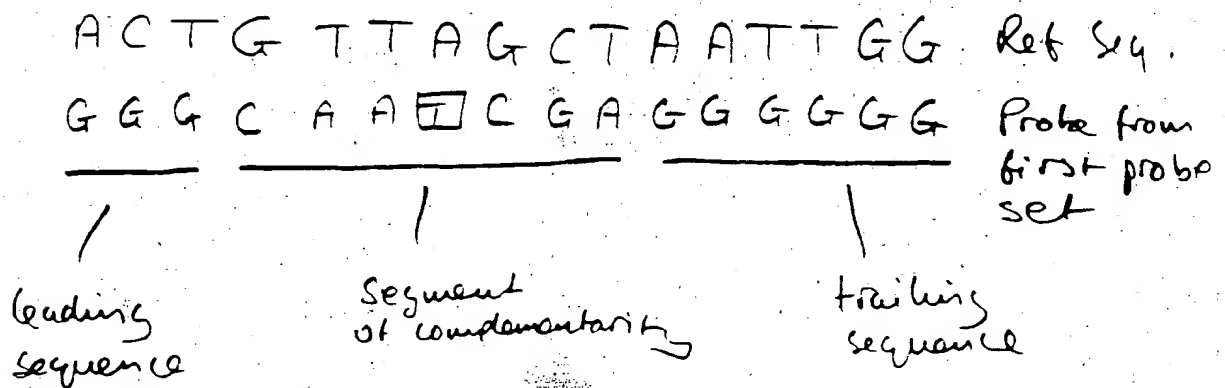 A C T G T T A G C T A A T T G G Ref Seq.
G G G C A A T C G A G G G G G G Probe from
first probe
set
leading
sequence
segment
of complementarity
trailing
sequence